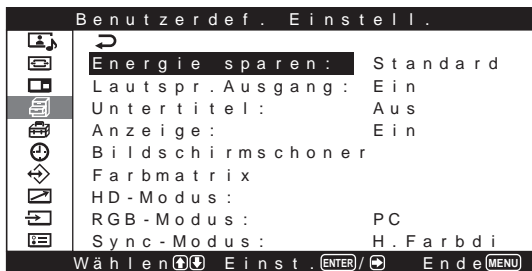 Benutzerdef. Einstell.
Energie sparen: Standard
Lautspr.Ausgang: Ein
Untertitel: Aus
Anzeige: Ein
Bildschirmschoner
Farbmatrix
HD-Modus:
RGB-Modus: PC
Sync-Modus: H.Farbdi
Wählen Einst. ENTER / Ende MENU